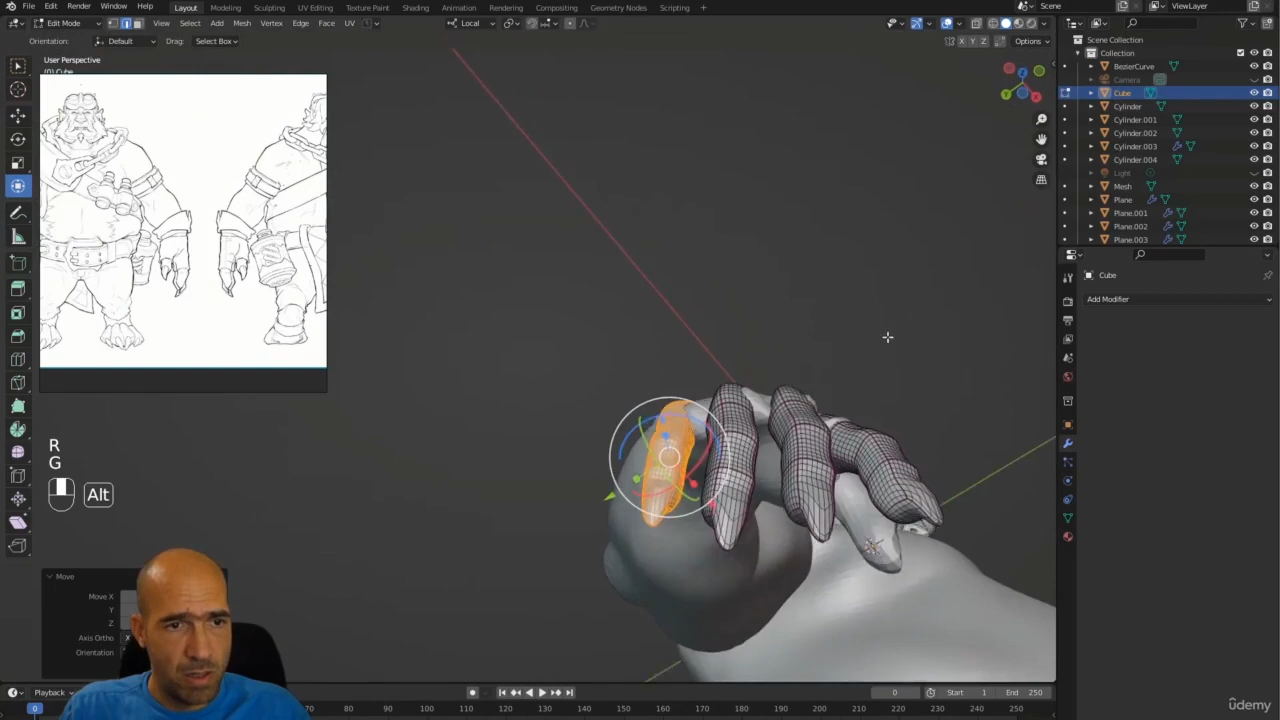 File Edit Render Window Help Layout Modeling Sculpting UV Editing Texture Paint Shading Animation Rendering Compositing Geometry Nodes Scripting + Scene ViewLayer
Edit Mode View Select Add Mesh Vertex Edge Face UV Local
Orientation: Default Drag: Select Box X Y Z Options
User Perspective
(0) Cube
Scene Collection
Collection
BezierCurve
Camera
Cube
Cylinder
Cylinder.001
Cylinder.002
Cylinder.003
Cylinder.004
Light
Mesh
Plane
Plane.001
Plane.002
Plane.003
Cube
Add Modifier
R
G
Alt
Move
Move X
Y
Z
Axis Ortho X
Orientation
Playback 0 Start 1 End 250
0 70 80 90 100 110 120 130 140 150 160 170 180 190 200 210 220 230 240 250
udemy